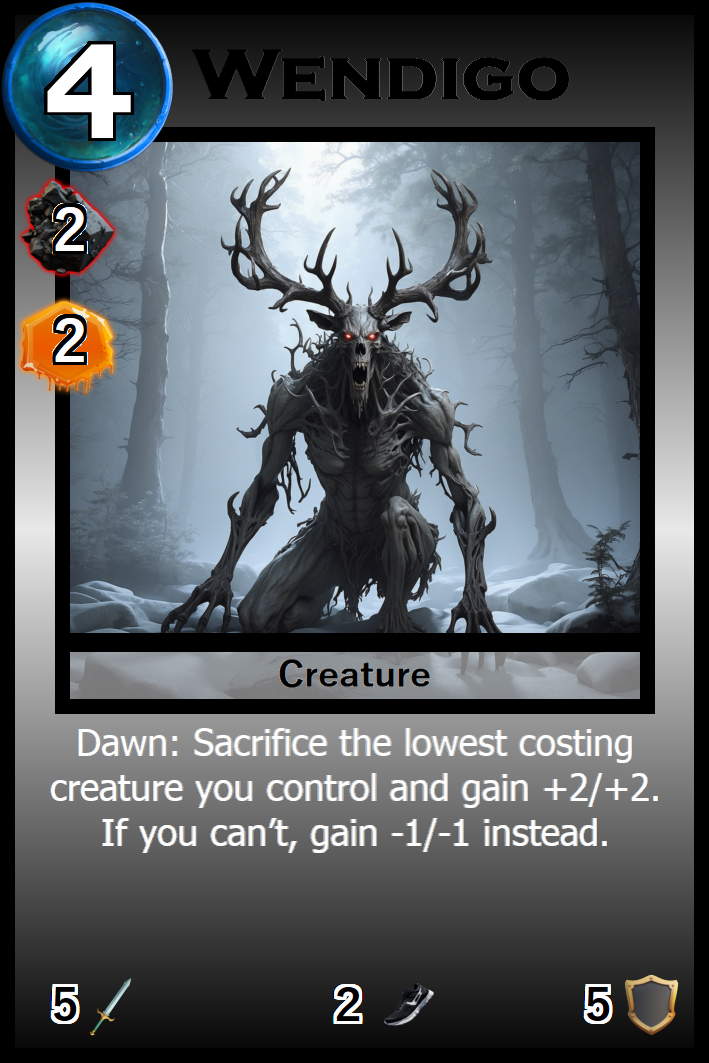 4
WENDIGO
2
2
Creature
Dawn: Sacrifice the lowest costing
creature you control and gain +2/+2.
If you can’t, gain -1/-1 instead.
5 2 5